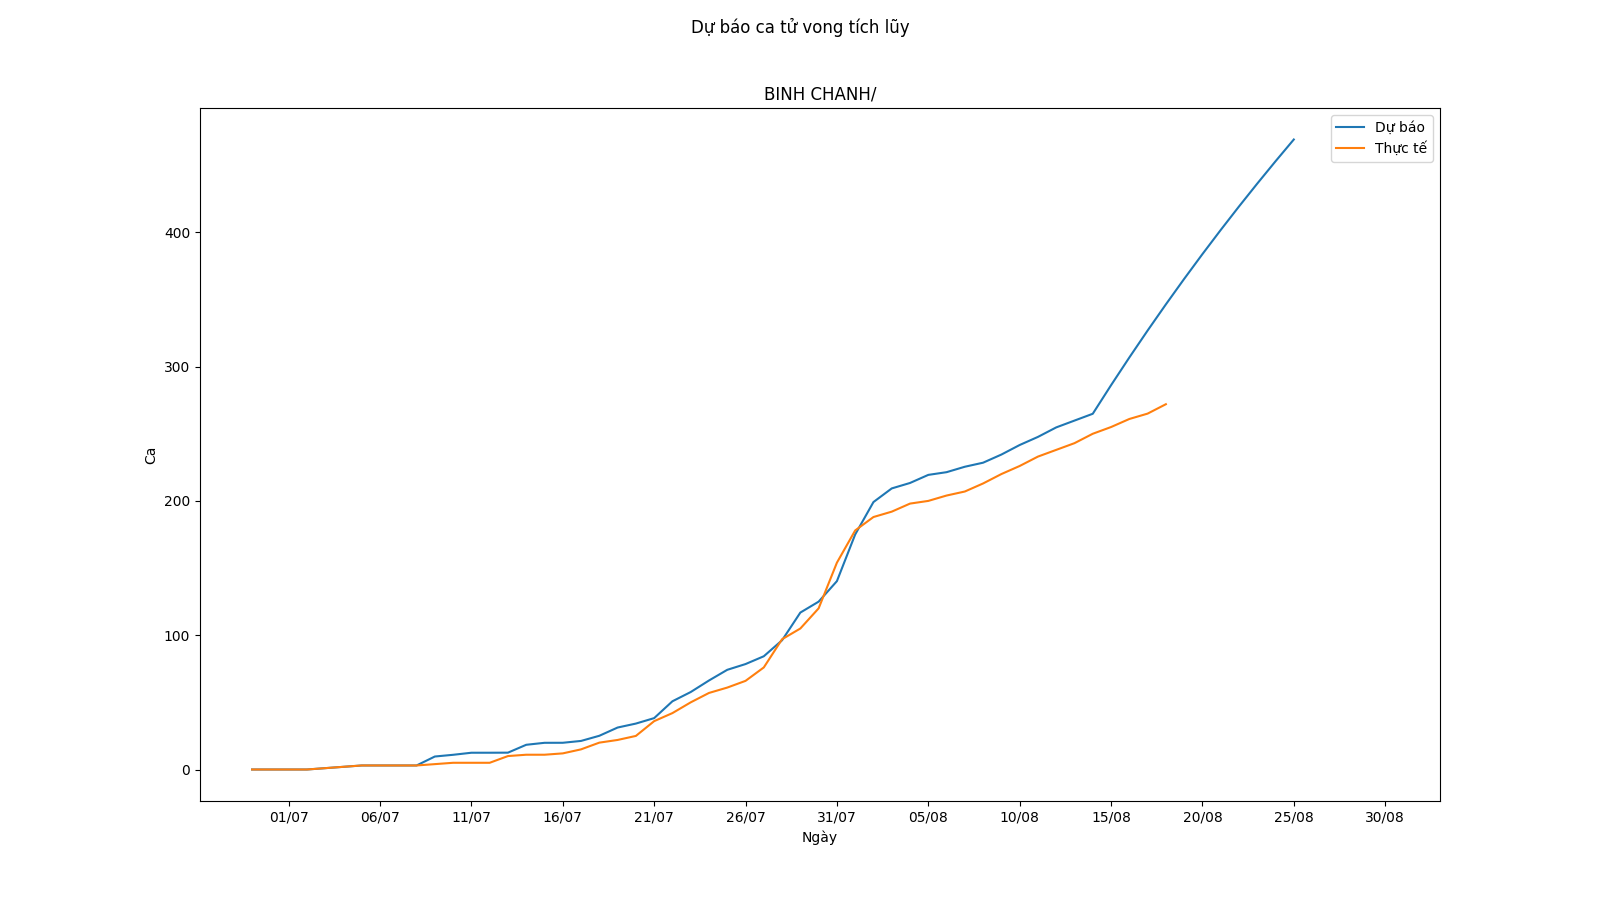 Dự báo ca tử vong tích lũy
BINH CHANH/
Dự báo
Thực tế
400
300
200
100
0
Ca
01/07 06/07 11/07 16/07 21/07 26/07 31/07 05/08 10/08 15/08 20/08 25/08 30/08
Ngày